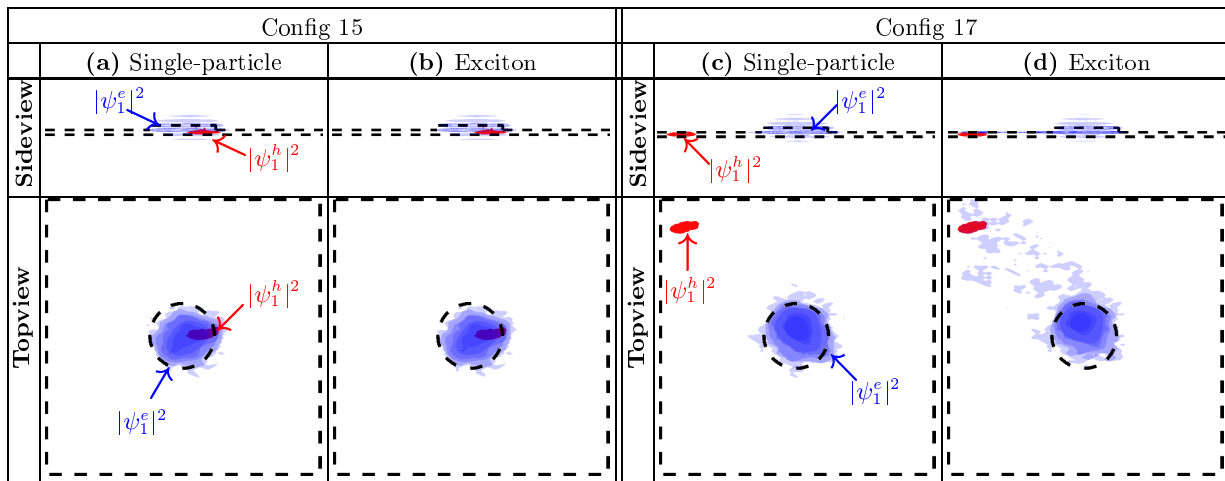 Config 15
Config 17
(a) Single-particle
(b) Exciton
(c) Single-particle
(d) Exciton
Sideview
|ψ₁ᵉ|²
|ψ₁ʰ|²
Sideview
|ψ₁ᵉ|²
|ψ₁ʰ|²
Topview
|ψ₁ʰ|²
|ψ₁ᵉ|²
Topview
|ψ₁ʰ|²
|ψ₁ᵉ|²